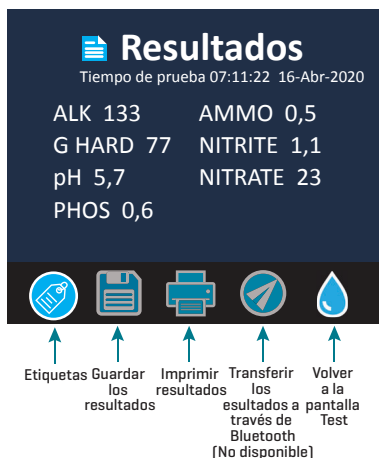 Resultados
Tiempo de prueba 07:11:22  16-Abr-2020
ALK 133
G HARD 77
pH 5,7
PHOS 0,6
AMMO 0,5
NITRITE 1,1
NITRATE 23
Etiquetas
Guardar
los
resultados
Imprimir
resultados
Transferir
los
esultados a
través de
Bluetooth
(No disponible)
Volver
a la
pantalla
Test